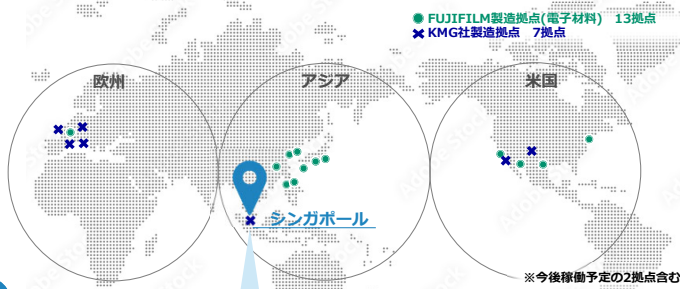 FUJIFILM製造拠点(電子材料) 13拠点
KMG社製造拠点 7拠点
欧州
アジア
米国
シンガポール
※今後稼働予定の2拠点含む